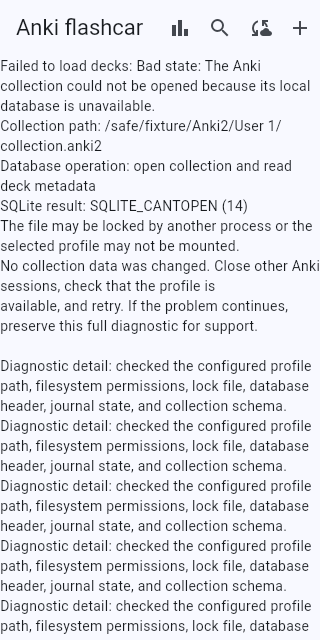 Anki flashcar
Failed to load decks: Bad state: The Anki
collection could not be opened because its local
database is unavailable.
Collection path: /safe/fixture/Anki2/User 1/
collection.anki2
Database operation: open collection and read
deck metadata
SQLite result: SQLITE_CANTOPEN (14)
The file may be locked by another process or the
selected profile may not be mounted.
No collection data was changed. Close other Anki
sessions, check that the profile is
available, and retry. If the problem continues,
preserve this full diagnostic for support.
Diagnostic detail: checked the configured profile
path, filesystem permissions, lock file, database
header, journal state, and collection schema.
Diagnostic detail: checked the configured profile
path, filesystem permissions, lock file, database
header, journal state, and collection schema.
Diagnostic detail: checked the configured profile
path, filesystem permissions, lock file, database
header, journal state, and collection schema.
Diagnostic detail: checked the configured profile
path, filesystem permissions, lock file, database
header, journal state, and collection schema.
Diagnostic detail: checked the configured profile
path, filesystem permissions, lock file, database